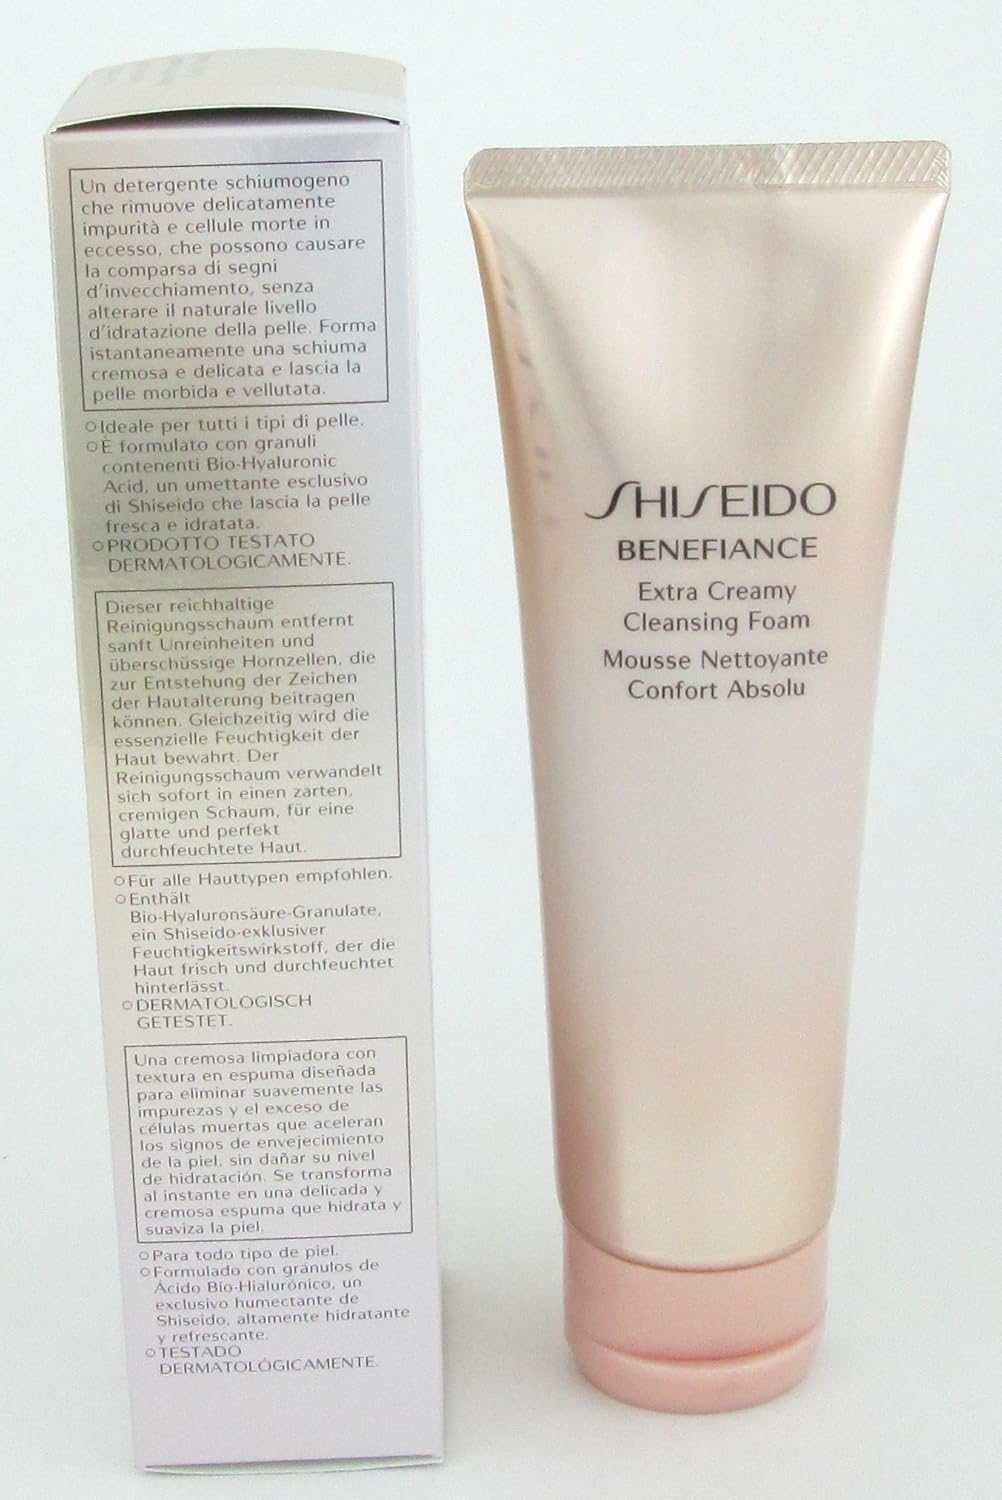 Un detergente schiumogeno
che rimuove delicatamente
impurità e cellule morte in
eccesso, che possono causare
la comparsa di segni
d'invecchiamento, senza
alterare il naturale livello
d'idratazione della pelle. Forma
istantaneamente una schiuma
cremosa e delicata e lascia la
pelle morbida e vellutata.
○Ideale per tutti i tipi di pelle.
○È formulato con granuli
contenenti Bio-Hyaluronic
Acid, un umettante esclusivo
di Shiseido che lascia la pelle
fresca e idratata.
○PRODOTTO TESTATO
DERMATOLOGICAMENTE.
Dieser reichhaltige
Reinigungsschaum entfernt
sanft Unreinheiten und
überschüssige Hornzellen, die
zur Entstehung der Zeichen
der Hautalterung beitragen
können. Gleichzeitig wird die
essenzielle Feuchtigkeit der
Haut bewahrt. Der
Reinigungsschaum verwandelt
sich sofort in einen zarten,
cremigen Schaum, für eine
glatte und perfekt
durchfeuchtete Haut.
○Für alle Hauttypen empfohlen.
○Enthält
Bio-Hyaluronsäure-Granulate,
ein Shiseido-exklusiver
Feuchtigkeitswirkstoff, der die
Haut frisch und durchfeuchtet
hinterlässt.
○DERMATOLOGISCH
GETESTET.
Una cremosa limpiadora con
textura en espuma diseñada
para eliminar suavemente las
impurezas y el exceso de
células muertas que aceleran
los signos de envejecimiento
de la piel, sin dañar su nivel
de hidratación. Se transforma
al instante en una delicada y
cremosa espuma que hidrata y
suaviza la piel.
○Para todo tipo de piel.
○Formulado con gránulos de
Ácido Bio-Hialurónico, un
exclusivo humectante de
Shiseido, altamente hidratante
y refrescante.
○TESTADO
DERMATOLÓGICAMENTE.
SHISEIDO
BENEFIANCE
Extra Creamy
Cleansing Foam
Mousse Nettoyante
Confort Absolu